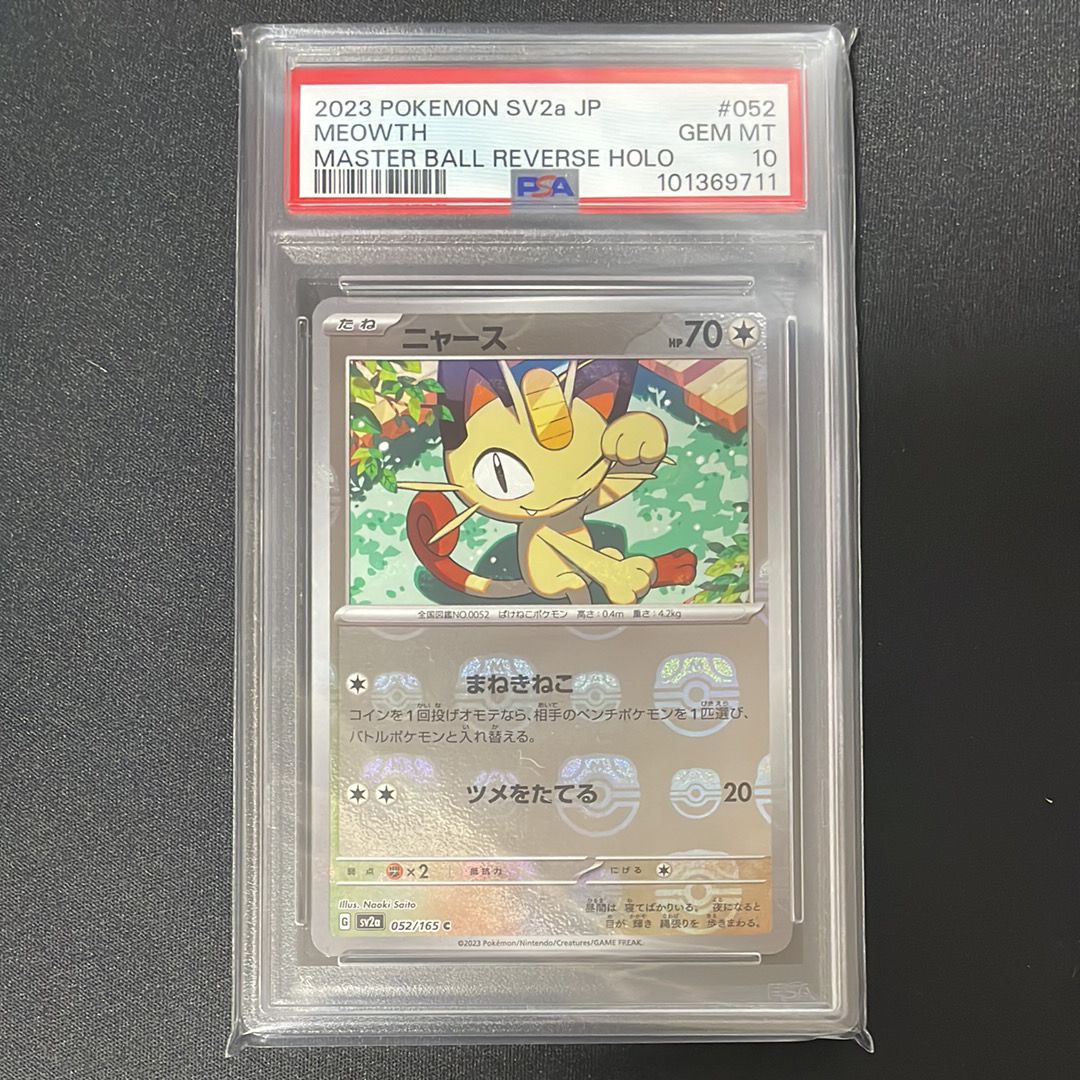 2023 POKEMON SV2a JP #052
MEOWTH GEM MT
MASTER BALL REVERSE HOLO 10
PSA 101369711
たね ニャース HP 70
全国図鑑NO.0052 ばけねこポケモン 高さ:0.4m 重さ:4.2kg
まねきねこ
コインを1回投げオモテなら、相手のベンチポケモンを1匹選び、
バトルポケモンと入れ替える。
ツメをたてる 20
弱点 ×2 抵抗力 にげる
Illus. Naoki Saito
昼間は 寝てばかりいる。 夜になると
目が 輝き 縄張りを 歩きまわる。
G sv2a 052/165 C
©2023 Pokémon/Nintendo/Creatures/GAME FREAK.
PSA